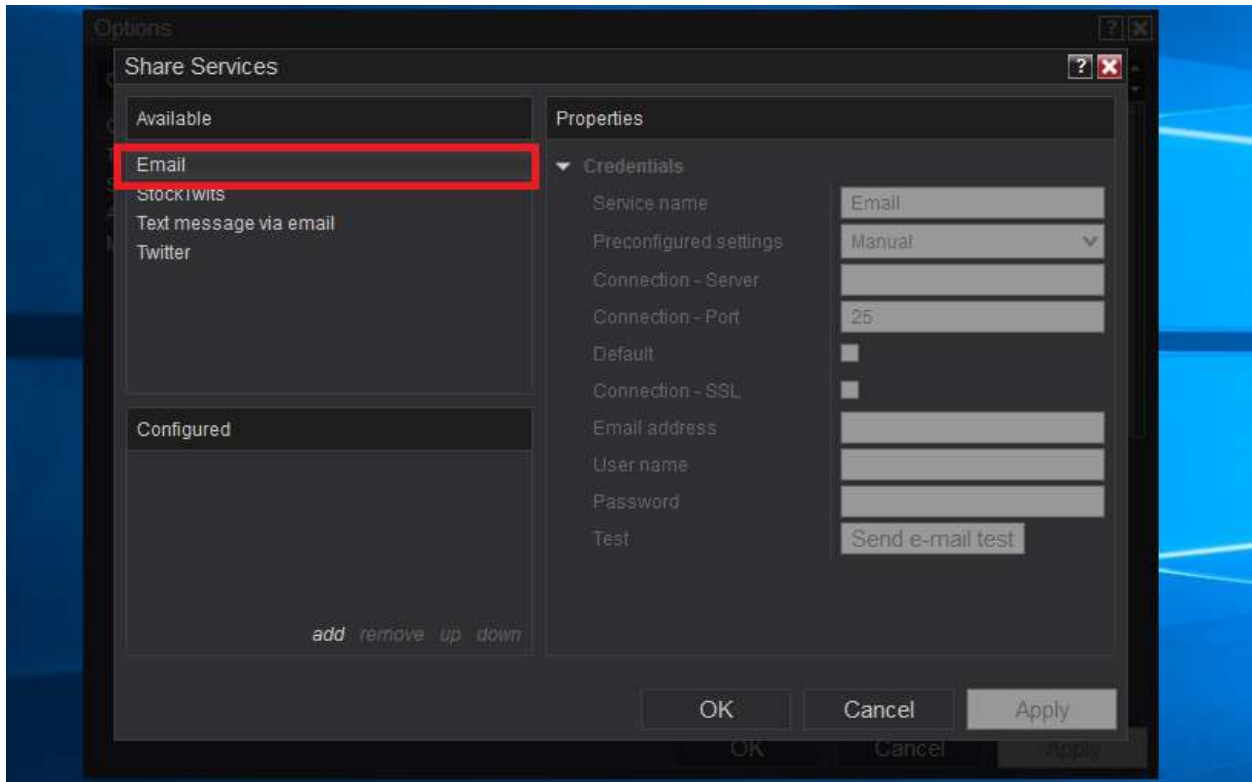 Options
?
Share Services
?
Available
Email
StockTwits
Text message via email
Twitter
Configured
add remove up down
Properties
Credentials
Service name Email
Preconfigured settings Manual
Connection - Server
Connection - Port 25
Default
Connection - SSL
Email address
User name
Password
Test Send e-mail test
OK Cancel Apply
OK Cancel Apply